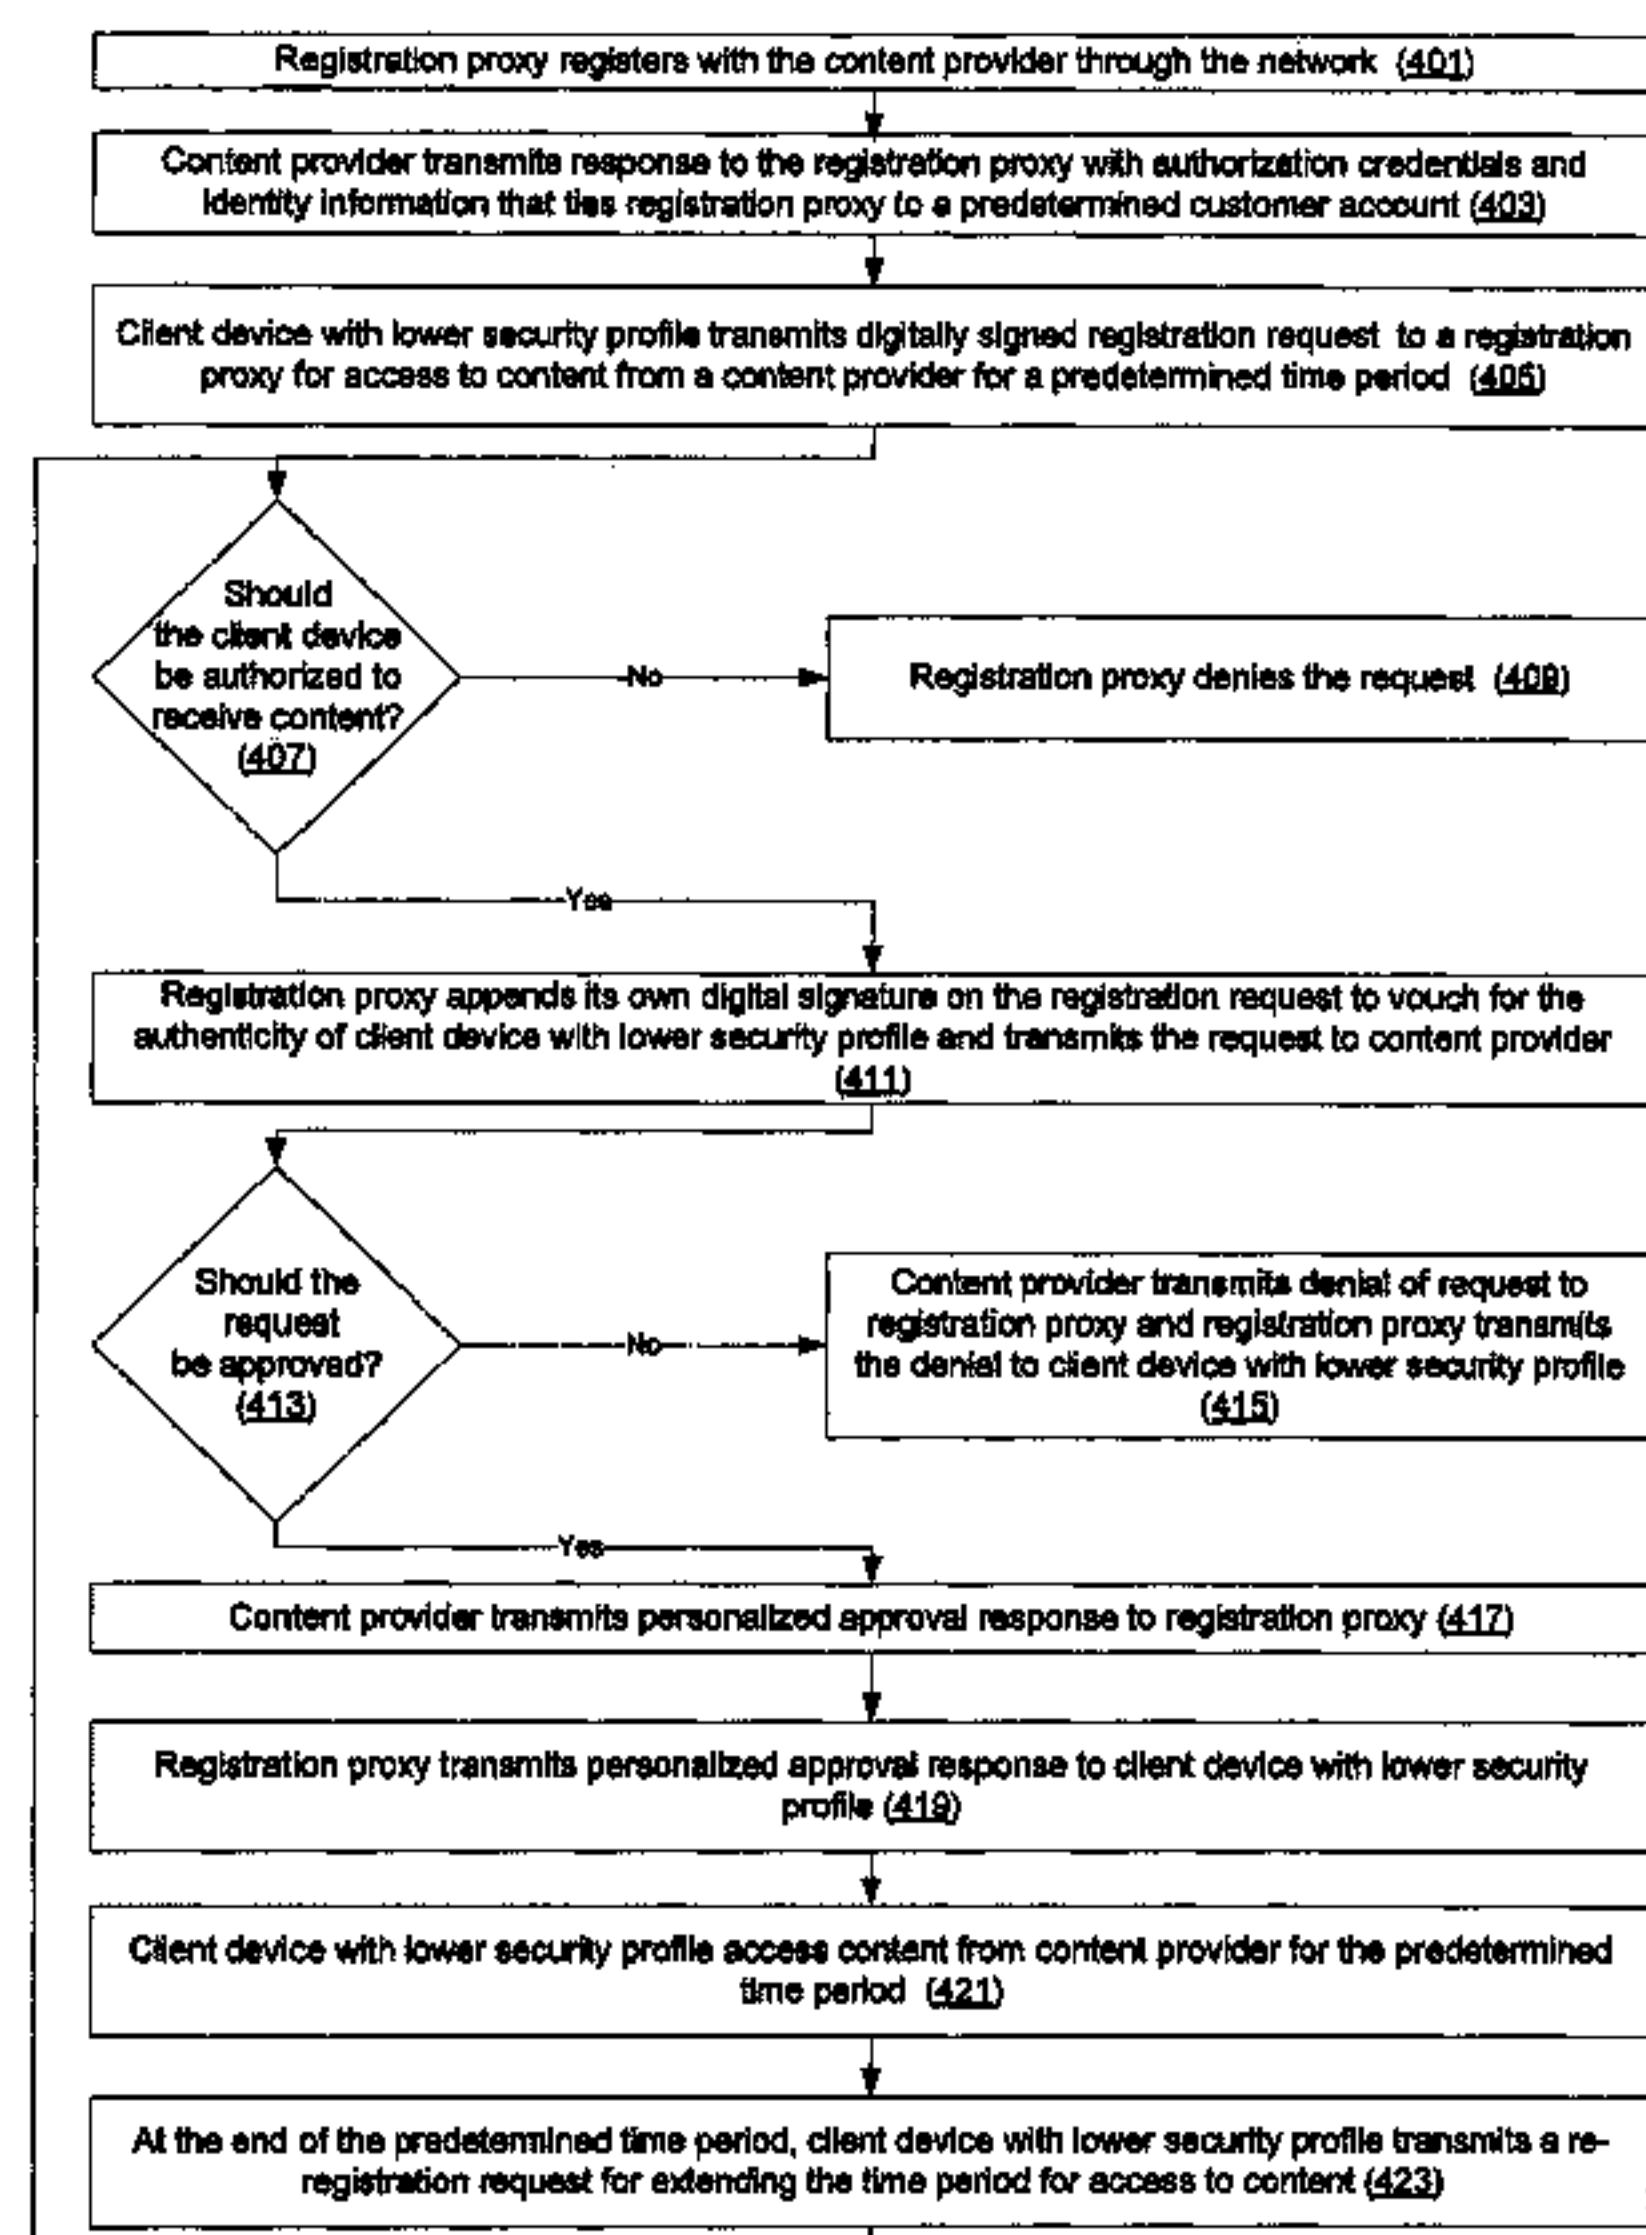 Registration proxy registers with the content provider through the network (401)
Content provider transmits response to the registration proxy with authorization credentials and
identity information that ties registration proxy to a predetermined customer account (403)
Client device with lower security profile transmits digitally signed registration request to a registration
proxy for access to content from a content provider for a predetermined time period (405)
Should
the client device
be authorized to
receive content?
(407)
No
Registration proxy denies the request (409)
Yes
Registration proxy appends its own digital signature on the registration request to vouch for the
authenticity of client device with lower security profile and transmits the request to content provider
(411)
Should the
request
be approved?
(413)
No
Content provider transmits denial of request to
registration proxy and registration proxy transmits
the denial to client device with lower security profile
(415)
Yes
Content provider transmits personalized approval response to registration proxy (417)
Registration proxy transmits personalized approval response to client device with lower security
profile (419)
Client device with lower security profile access content from content provider for the predetermined
time period (421)
At the end of the predetermined time period, client device with lower security profile transmits a re-
registration request for extending the time period for access to content (423)